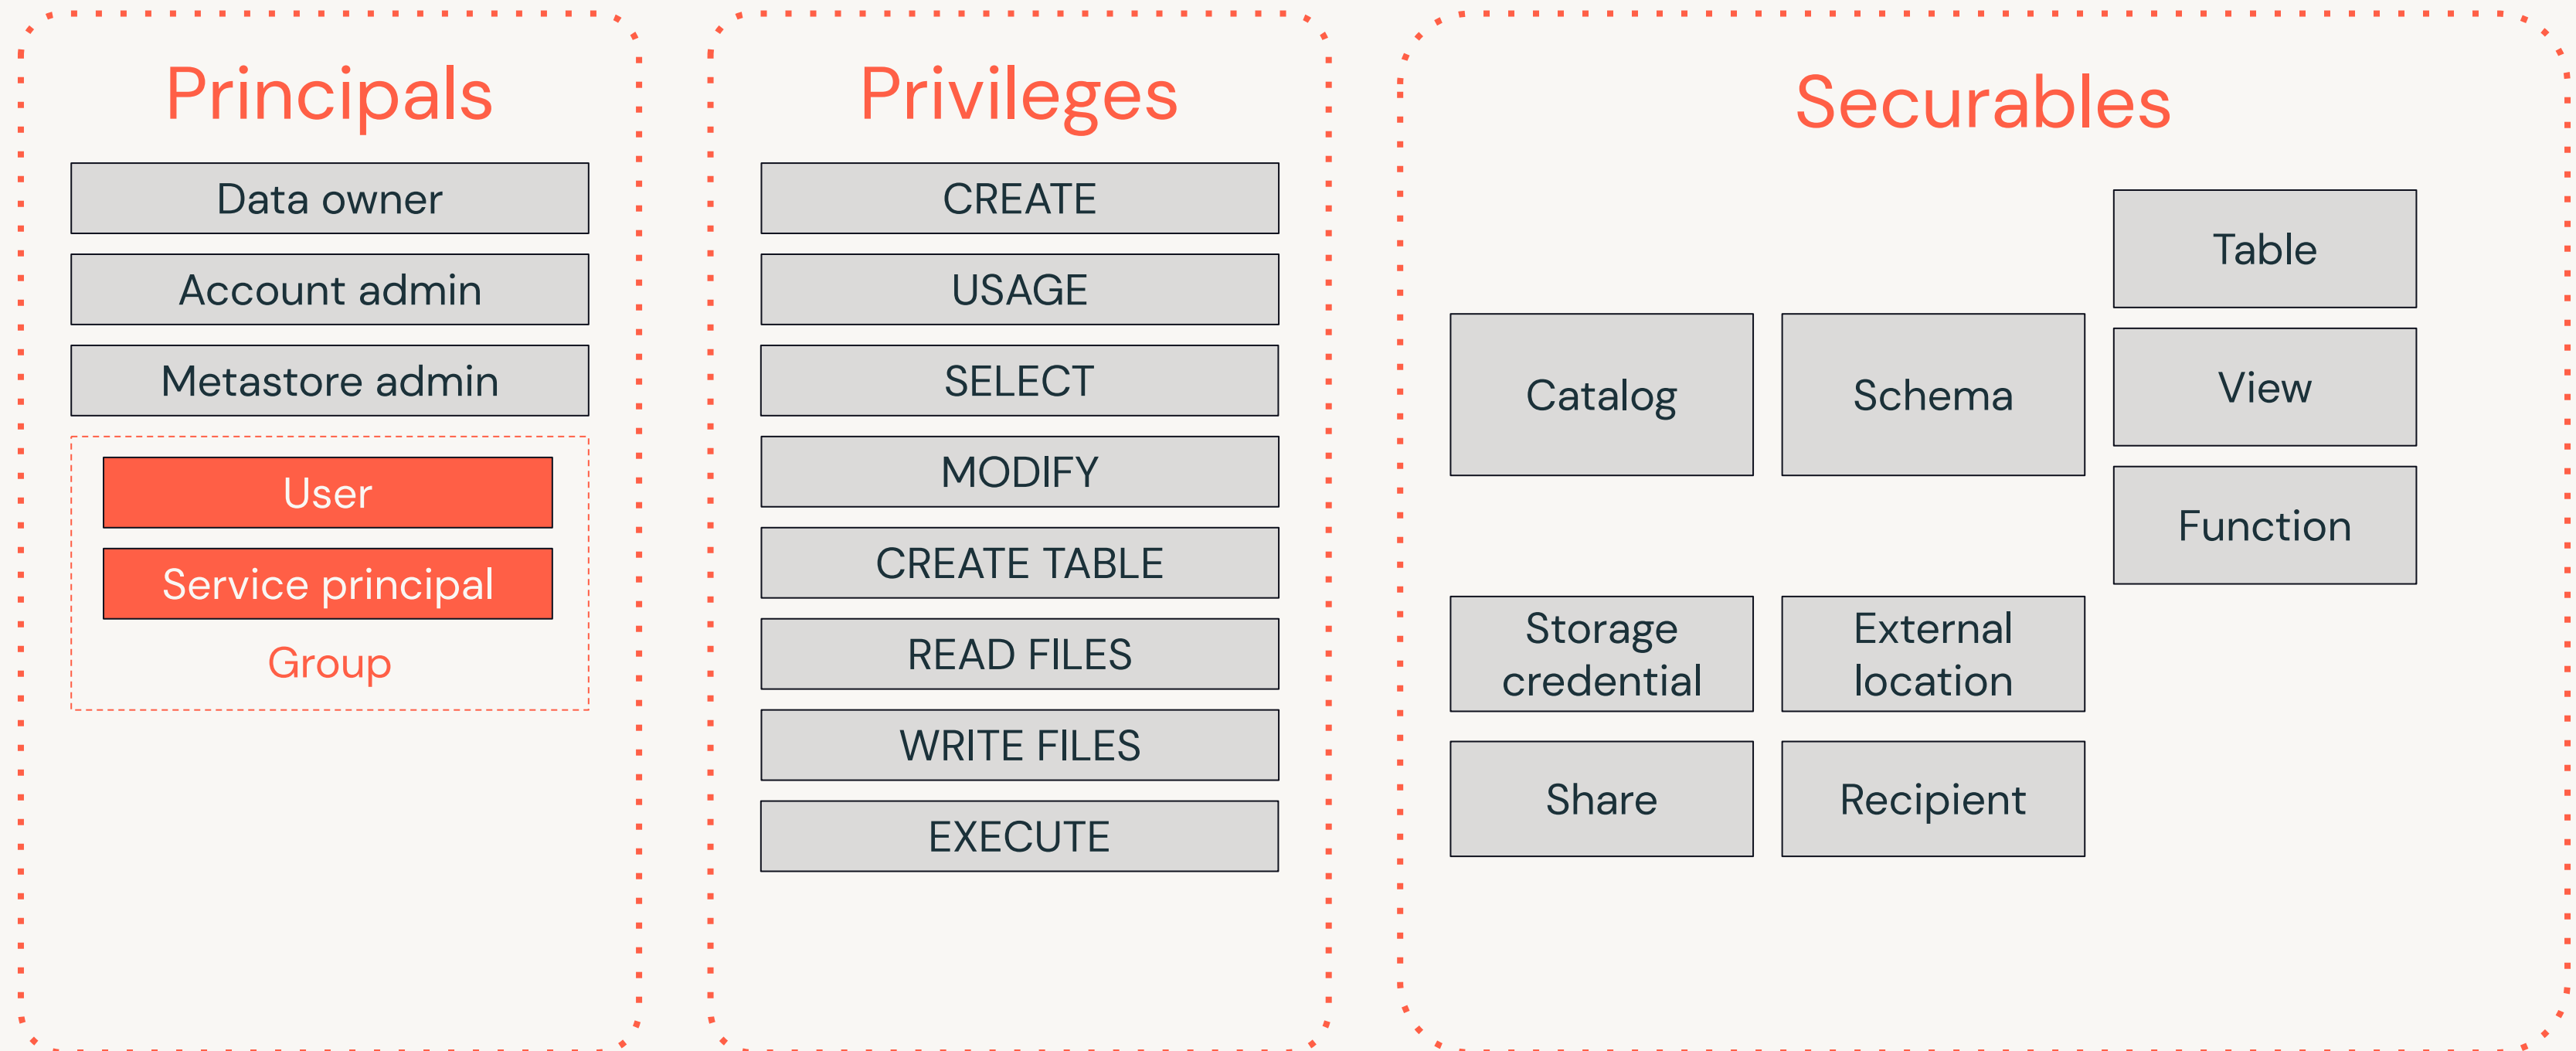 Principals
Data owner
Account admin
Metastore admin
User
Service principal
Group
Privileges
CREATE
USAGE
SELECT
MODIFY
CREATE TABLE
READ FILES
WRITE FILES
EXECUTE
Securables
Catalog
Schema
Table
View
Function
Storage
credential
External
location
Share
Recipient